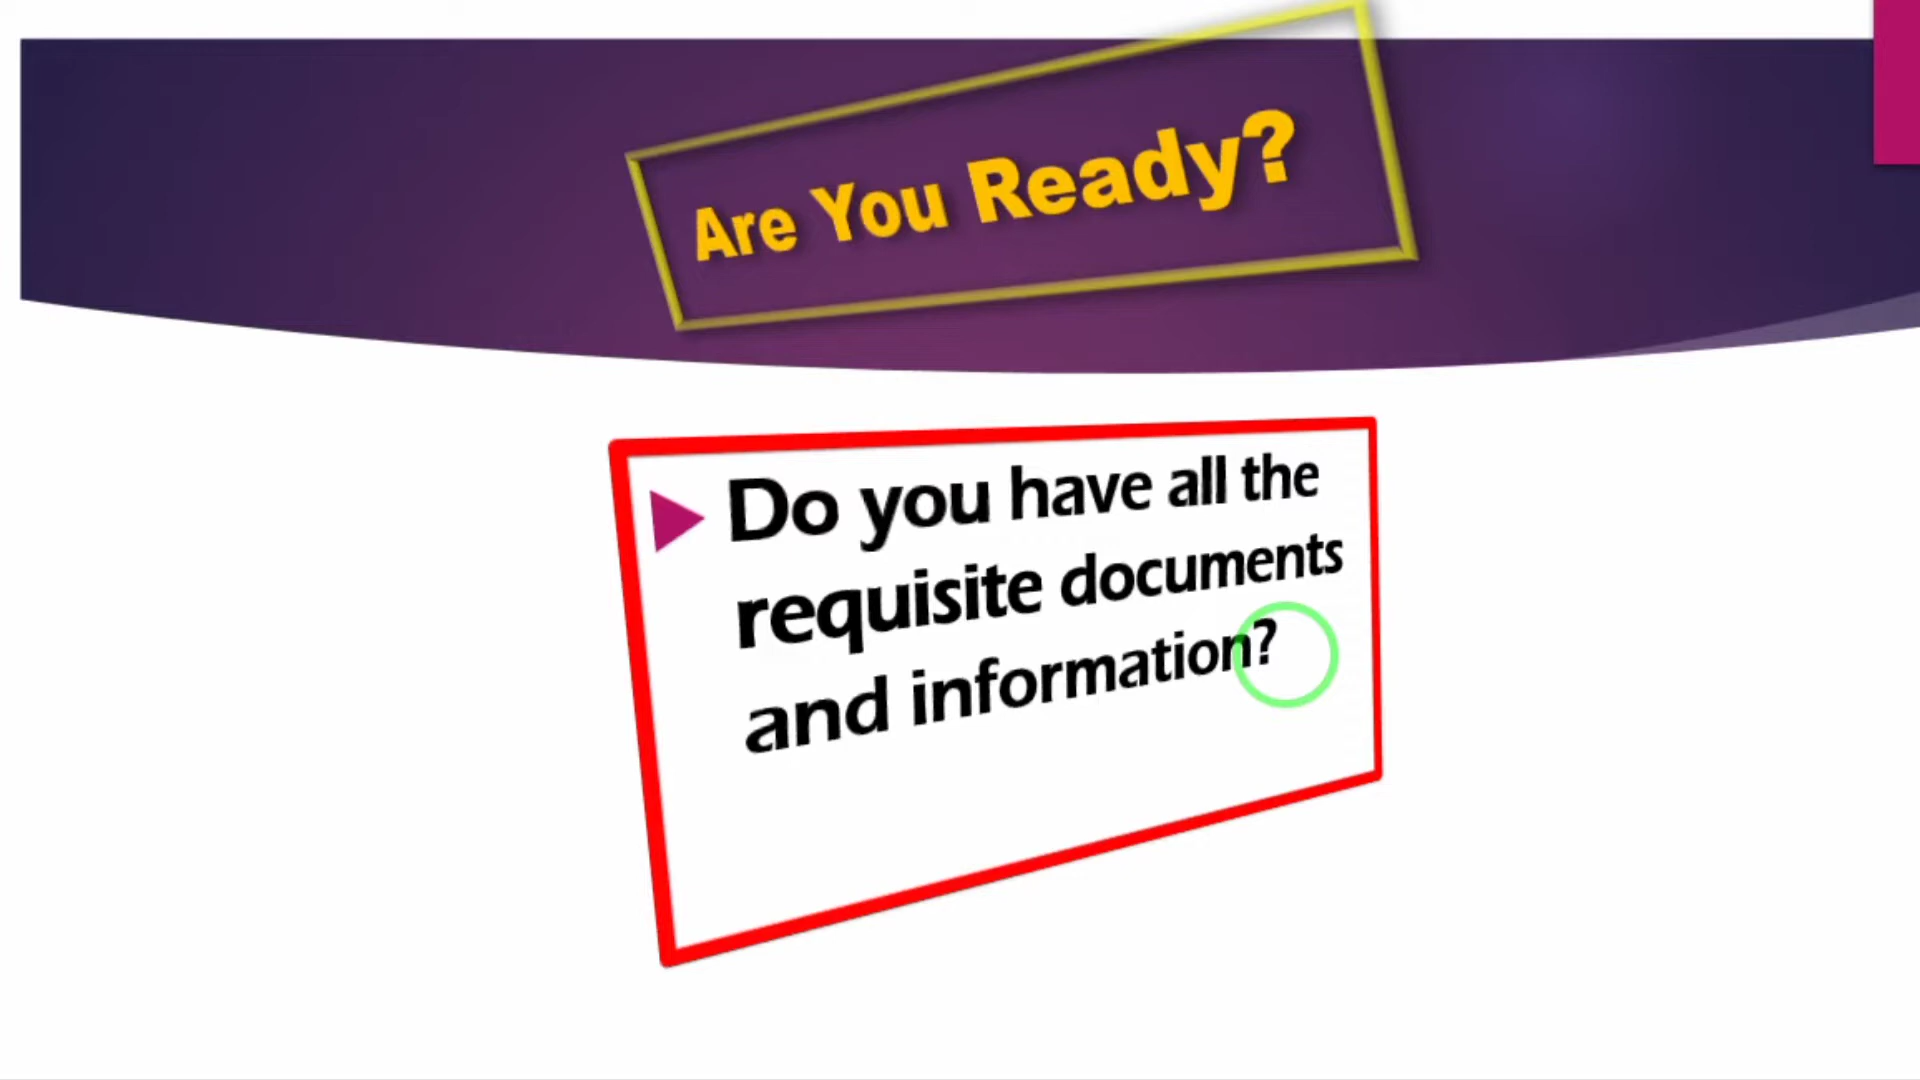 Are You Ready?
Do you have all the
requisite documents
and information?